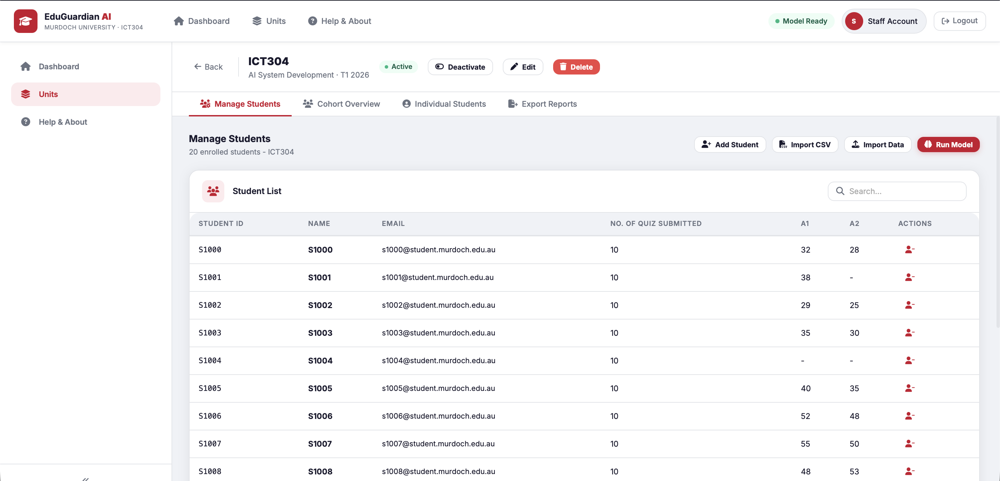 EduGuardian AI
MURDOCH UNIVERSITY · ICT304
Dashboard
Units
Help & About
Model Ready
S
Staff Account
Logout
Dashboard
Units
Help & About
Back
ICT304
AI System Development · T1 2026
Active
Deactivate
Edit
Delete
Manage Students
Cohort Overview
Individual Students
Export Reports
Manage Students
20 enrolled students - ICT304
Add Student
CSV
Import CSV
Import Data
Run Model
Student List
Search...
STUDENT ID NAME EMAIL NO. OF QUIZ SUBMITTED A1 A2 ACTIONS
S1000 S1000 s1000@student.murdoch.edu.au 10 32 28
S1001 S1001 s1001@student.murdoch.edu.au 10 38 -
S1002 S1002 s1002@student.murdoch.edu.au 10 29 25
S1003 S1003 s1003@student.murdoch.edu.au 10 35 30
S1004 S1004 s1004@student.murdoch.edu.au 10 - -
S1005 S1005 s1005@student.murdoch.edu.au 10 40 35
S1006 S1006 s1006@student.murdoch.edu.au 10 52 48
S1007 S1007 s1007@student.murdoch.edu.au 10 55 50
S1008 S1008 s1008@student.murdoch.edu.au 10 48 53